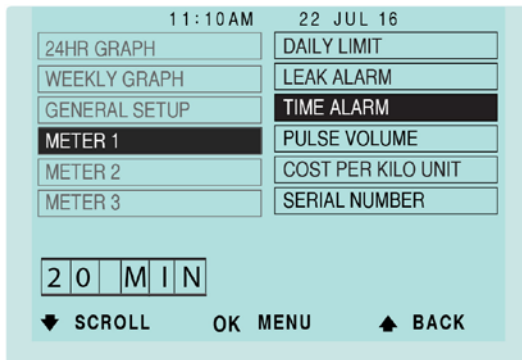 11:10AM 22 JUL 16
24HR GRAPH
WEEKLY GRAPH
GENERAL SETUP
METER 1
METER 2
METER 3
DAILY LIMIT
LEAK ALARM
TIME ALARM
PULSE VOLUME
COST PER KILO UNIT
SERIAL NUMBER
20 MIN
SCROLL OK MENU BACK